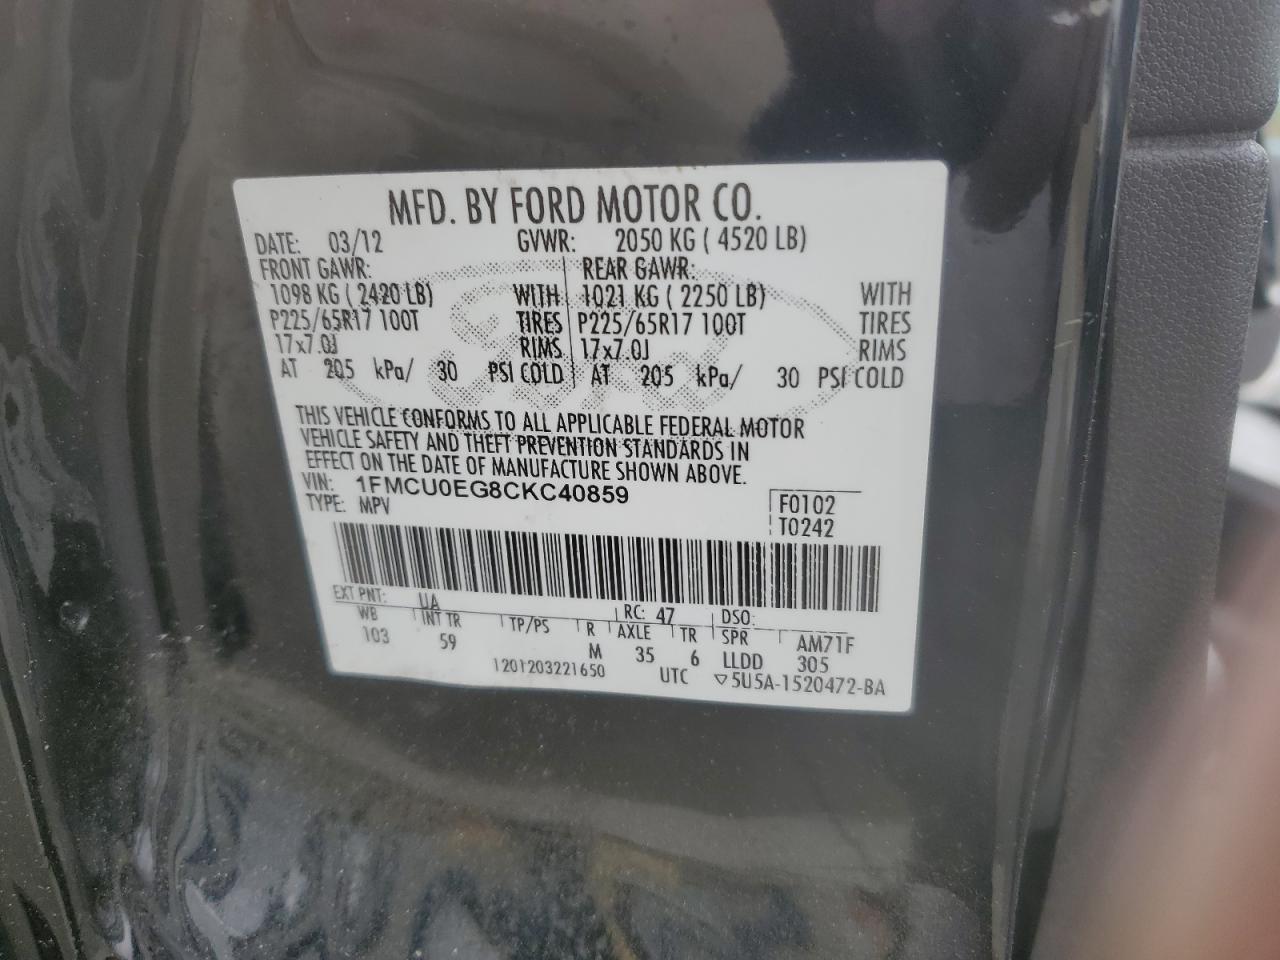 MFD. BY FORD MOTOR CO.
DATE: 03/12 GVWR: 2050 KG ( 4520 LB)
FRONT GAWR: REAR GAWR:
1098 KG ( 2420 LB) WITH 1021 KG ( 2250 LB) WITH
P225/65R17 100T TIRES P225/65R17 100T TIRES
17x7.0J RIMS 17x7.0J RIMS
AT 205 kPa/ 30 PSI COLD AT 205 kPa/ 30 PSI COLD
THIS VEHICLE CONFORMS TO ALL APPLICABLE FEDERAL MOTOR
VEHICLE SAFETY AND THEFT PREVENTION STANDARDS IN
EFFECT ON THE DATE OF MANUFACTURE SHOWN ABOVE.
VIN: 1FMCU0EG8CKC40859
TYPE: MPV
F0102
T0242
EXT PNT: UA RC: 47 DSO:
WB INT TR TP/PS R AXLE TR SPR AM71F
103 59 M 35 6 LLDD 305
1201203221650 UTC ▽5U5A-1520472-BA
Ford